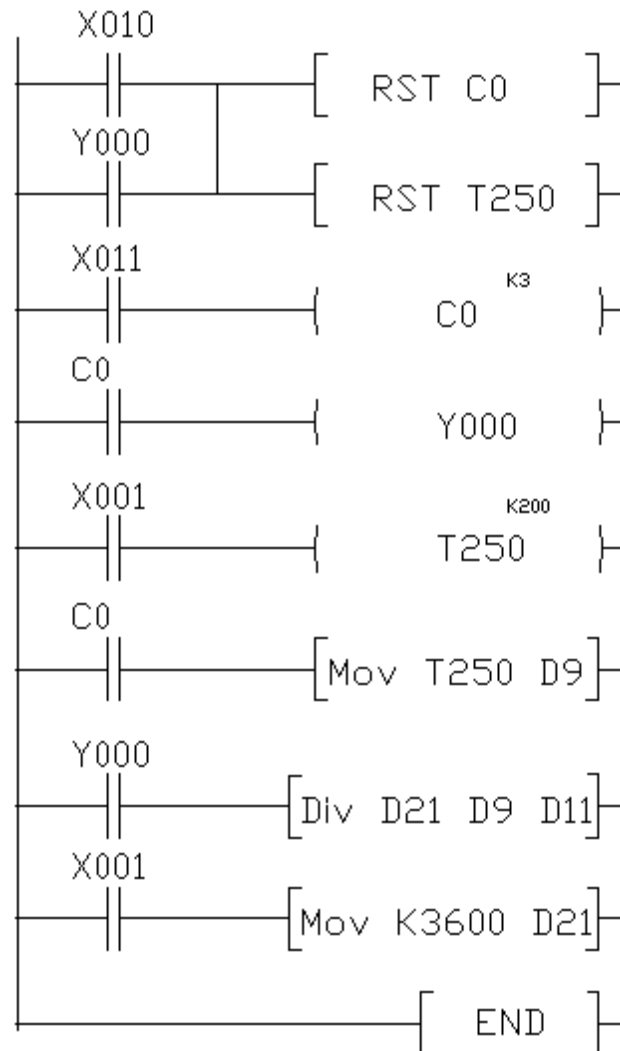 X010
RST C0
Y000
RST T250
X011
K3
C0
C0
Y000
X001
K200
T250
C0
Mov T250 D9
Y000
Div D21 D9 D11
X001
Mov K3600 D21
END